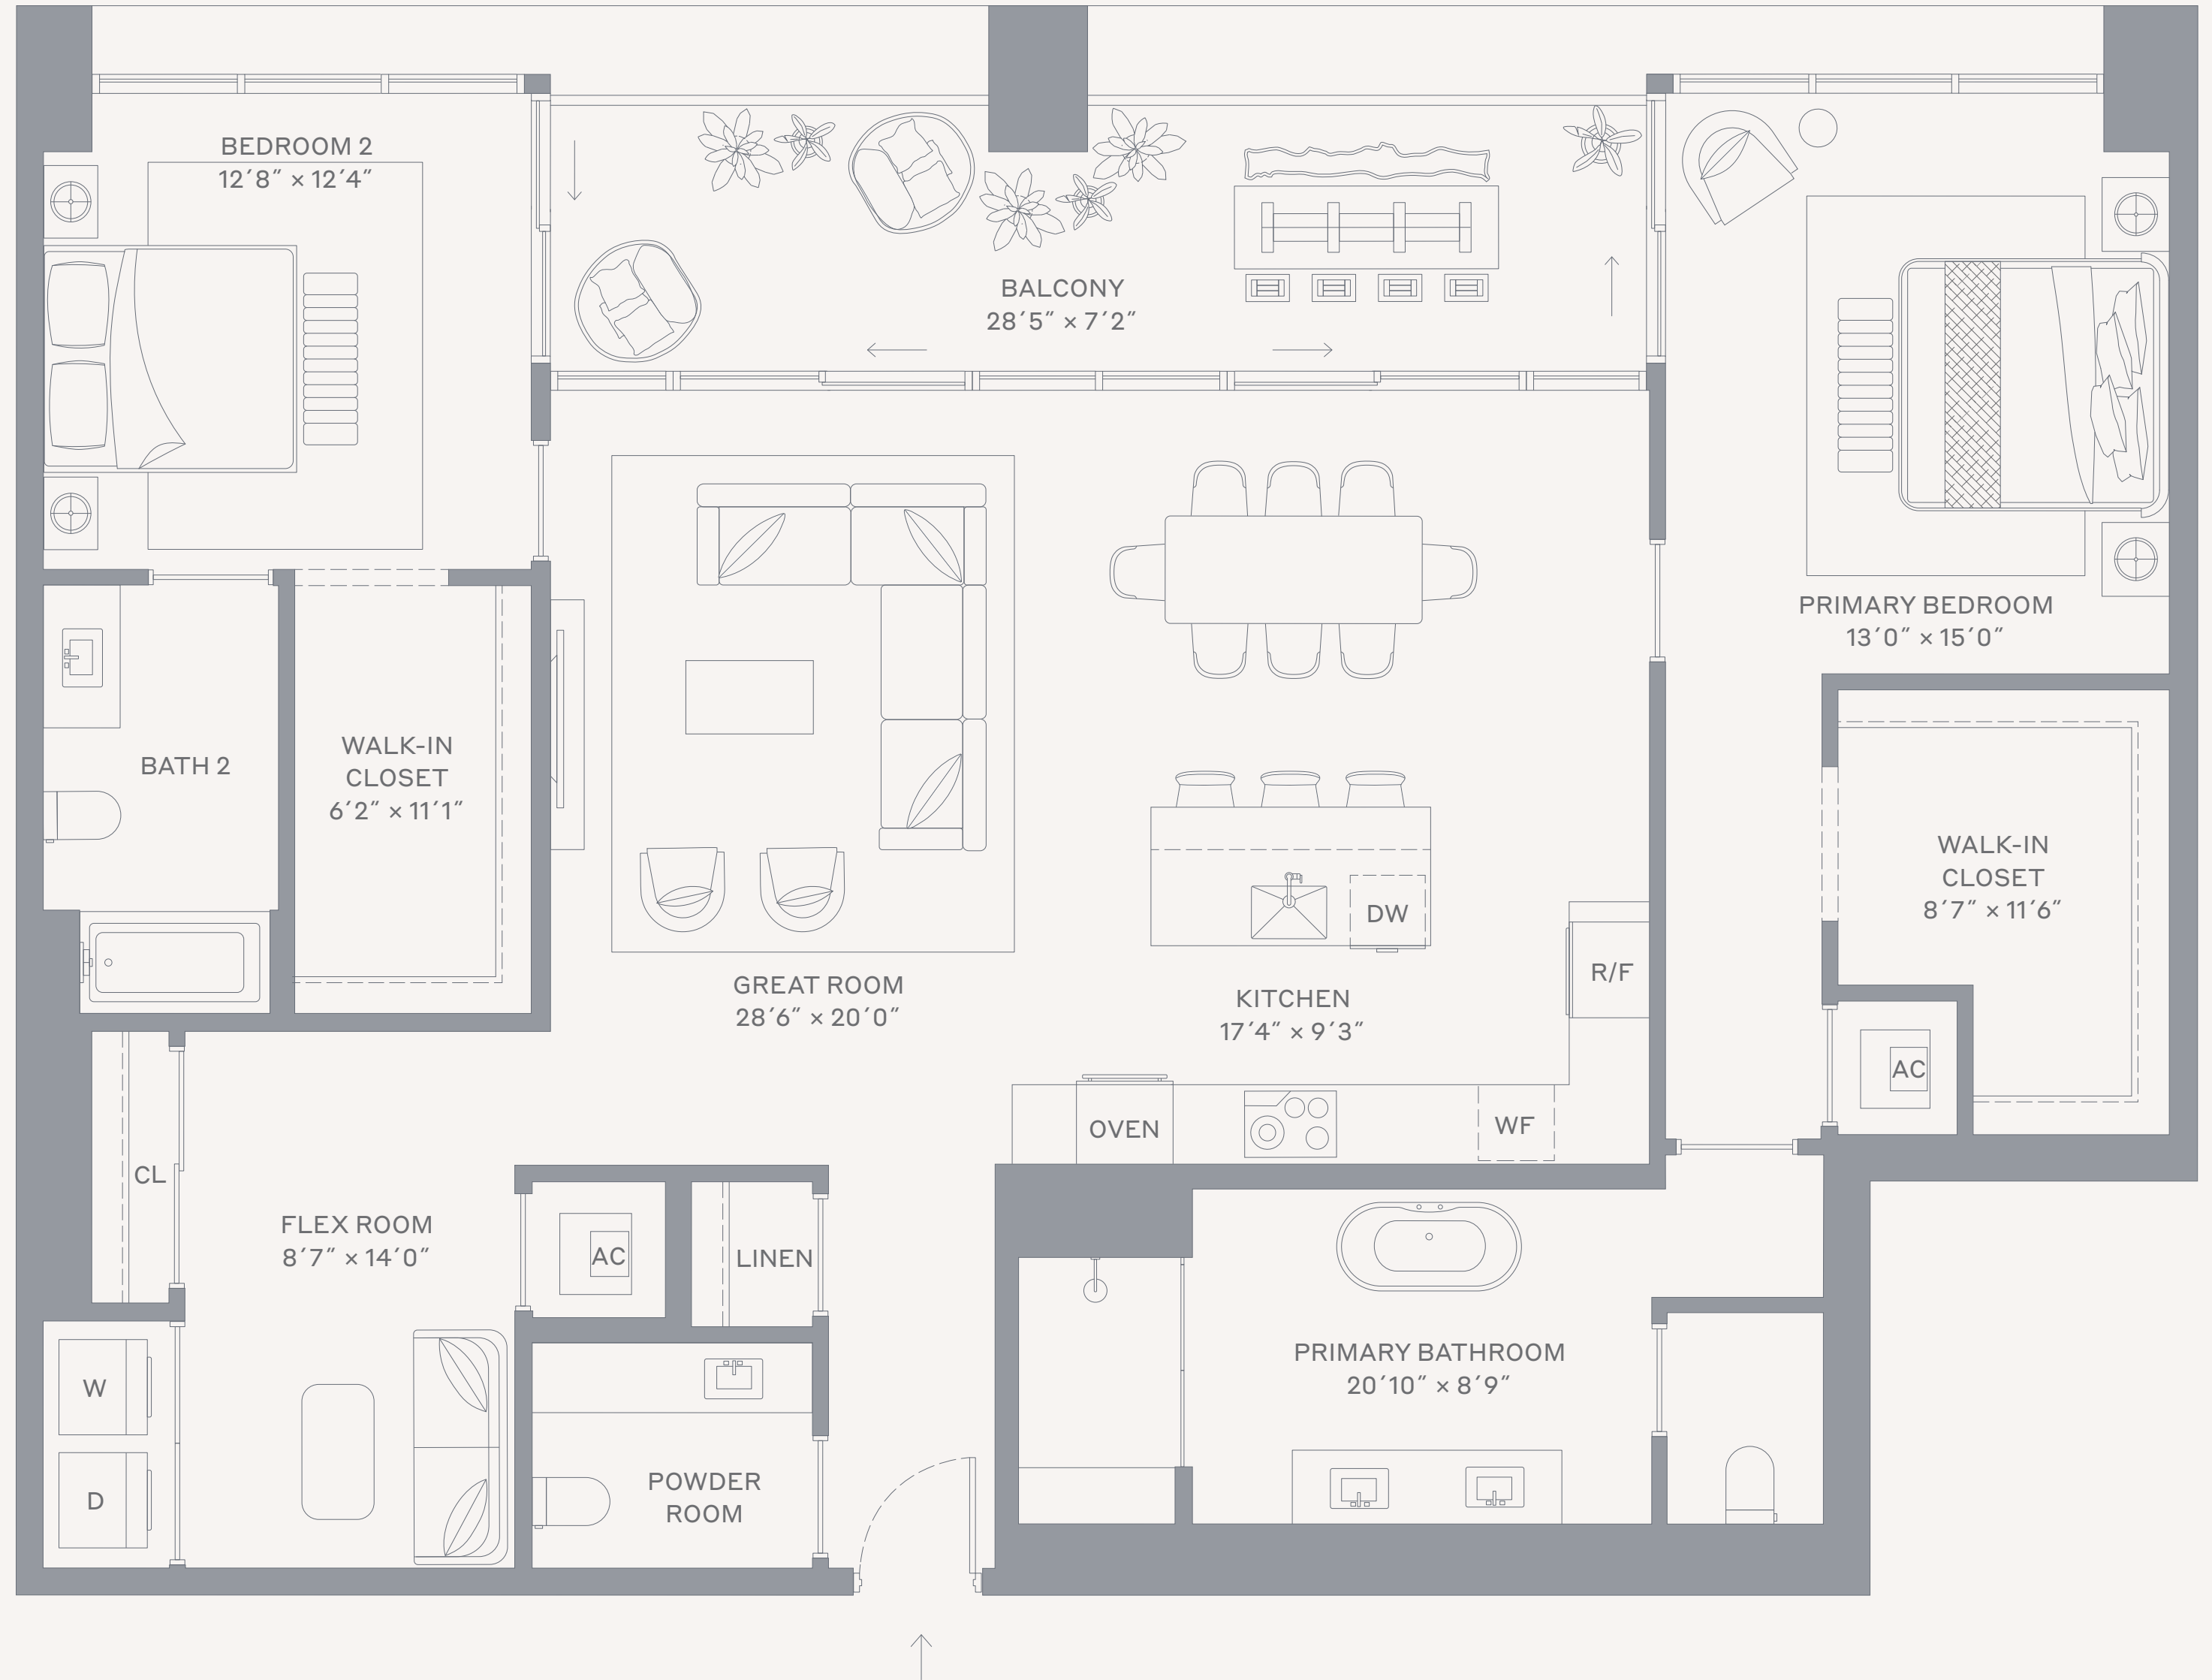 BEDROOM 2
12′8″ × 12′4″
BALCONY
28′5″ × 7′2″
PRIMARY BEDROOM
13′0″ × 15′0″
BATH 2
WALK-IN
CLOSET
6′2″ × 11′1″
WALK-IN
CLOSET
8′7″ × 11′6″
DW
R/F
GREAT ROOM
28′6″ × 20′0″
KITCHEN
17′4″ × 9′3″
AC
OVEN
WF
CL
FLEX ROOM
8′7″ × 14′0″
AC
LINEN
PRIMARY BATHROOM
20′10″ × 8′9″
W
D
POWDER
ROOM